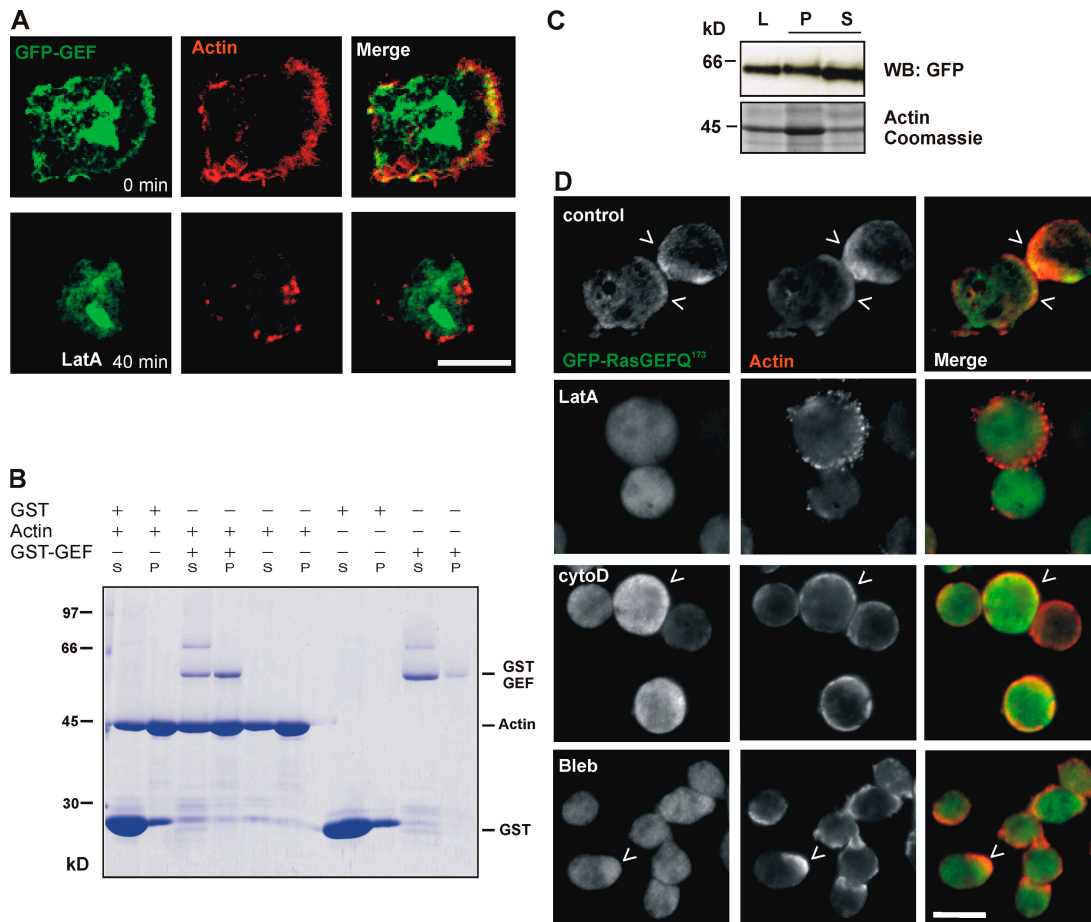 A
GFP-GEF
Actin
Merge
0 min
LatA
40 min
B
GST + + − − − − + + − −
Actin + + + + + + − − − −
GST-GEF − − + + − − − − + +
S P S P S P S P S P
97
66
45
30
kD
GST
GEF
Actin
GST
C
kD
L P S
66
WB: GFP
45
Actin
Coomassie
D
control
GFP-RasGEFQ¹⁷³
Actin
Merge
LatA
cytoD
Bleb